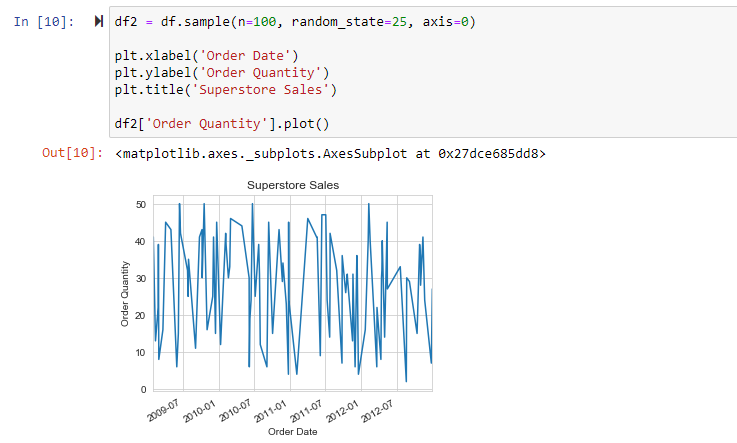 In [10]:
df2 = df.sample(n=100, random_state=25, axis=0)
plt.xlabel('Order Date')
plt.ylabel('Order Quantity')
plt.title('Superstore Sales')
df2['Order Quantity'].plot()
Out[10]: <matplotlib.axes._subplots.AxesSubplot at 0x27dce685dd8>
Superstore Sales
50
40
30
20
10
0
Order Quantity
2009-07
2010-01
2010-07
2011-01
2011-07
2012-01
2012-07
Order Date